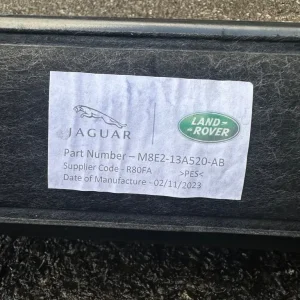 JAGUAR
LAND-
ROVER
Part Number – M8E2-13A520-AB
Supplier Code - R80FA >PES<
Date of Manufacture - 02/11/2023